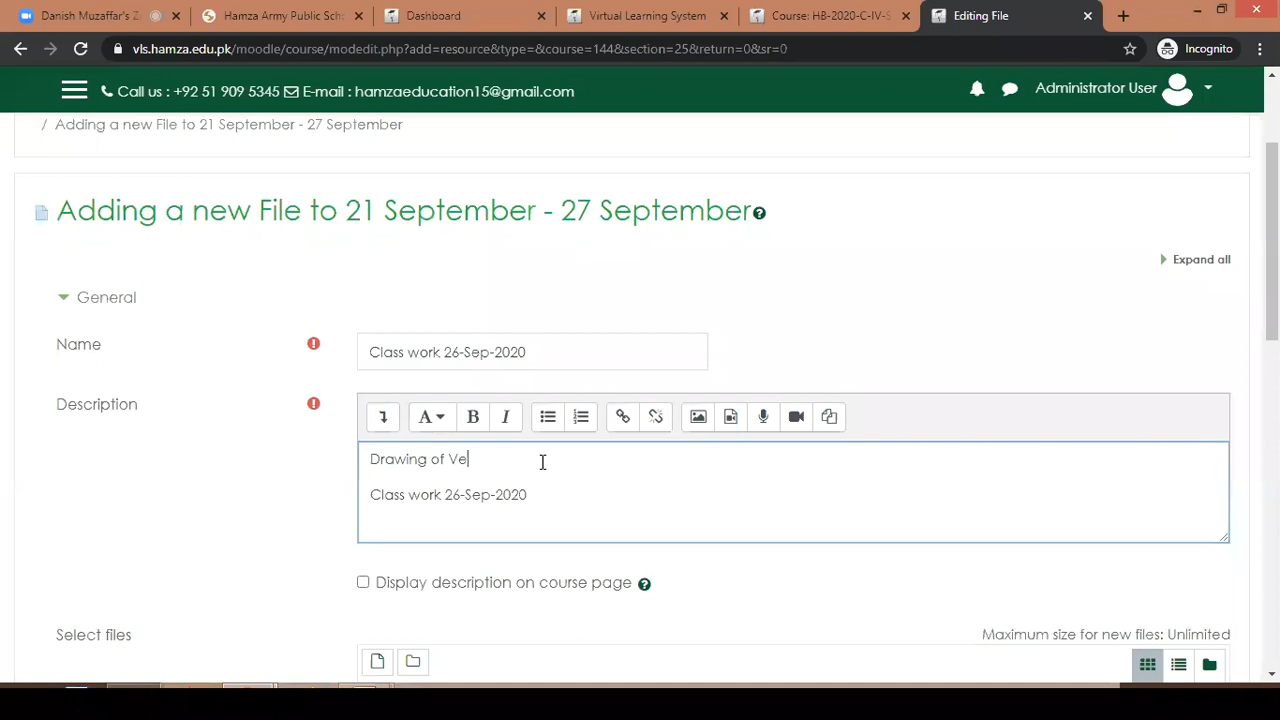 Danish Muzaffar's Z
Hamza Army Public Sch
Dashboard
Virtual Learning System
Course: HB-2020-C-IV-S
Editing File
vls.hamza.edu.pk/moodle/course/modedit.php?add=resource&type=&course=144&section=25&return=0&sr=0
Incognito
Call us : +92 51 909 5345 E-mail : hamzaeducation15@gmail.com
Administrator User
/ Adding a new File to 21 September - 27 September
Adding a new File to 21 September - 27 September
Expand all
General
Name
Class work 26-Sep-2020
Description
A B I
Drawing of Ve
Class work 26-Sep-2020
Display description on course page
Select files
Maximum size for new files: Unlimited